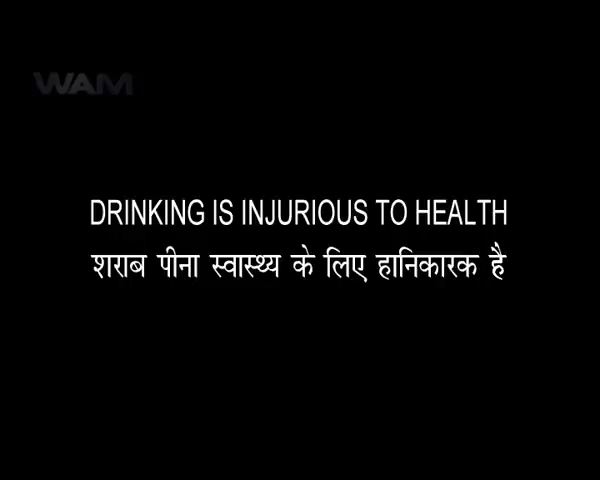 WAM
DRINKING IS INJURIOUS TO HEALTH
शराब पीना स्वास्थ्य के लिए हानिकारक है